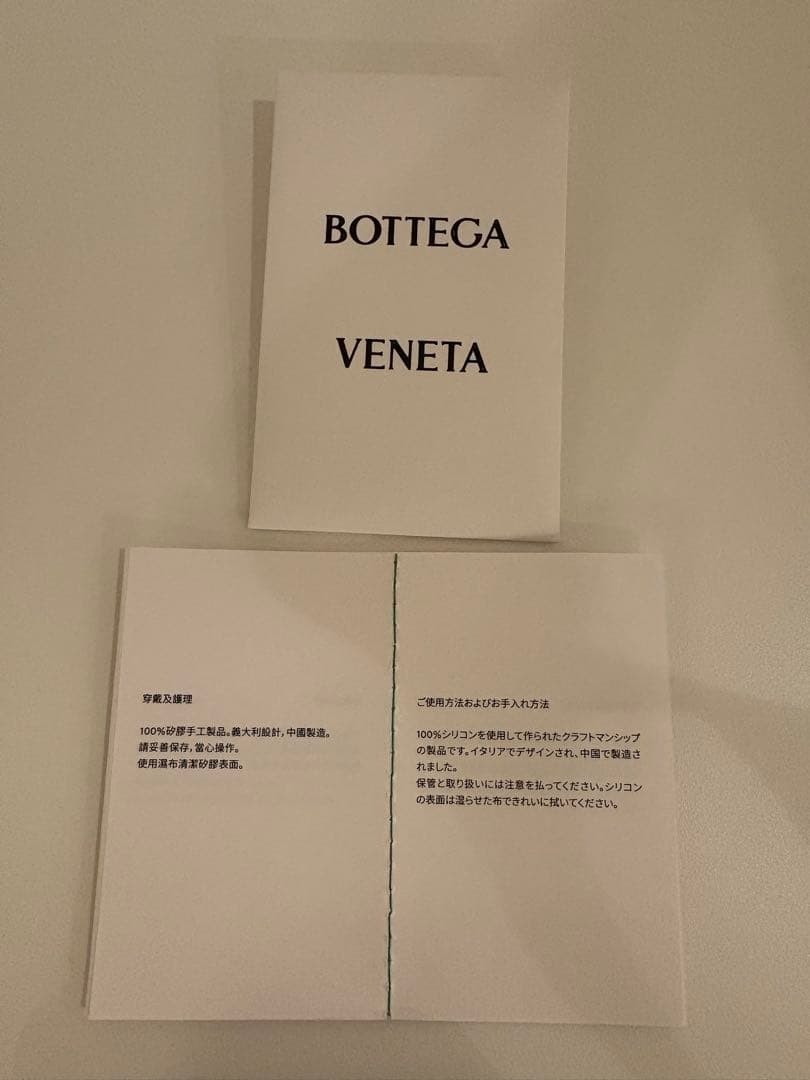 BOTTEGA
VENETA
穿戴及護理
100%矽膠手工製品。義大利設計，中國製造。
請妥善保存，當心操作。
使用濕布清潔矽膠表面。
ご使用方法およびお手入れ方法
100%シリコンを使用して作られたクラフトマンシップ
の製品です。イタリアでデザインされ、中国で製造さ
れました。
保管と取り扱いには注意を払ってください。シリコン
の表面は湿らせた布できれいに拭いてください。